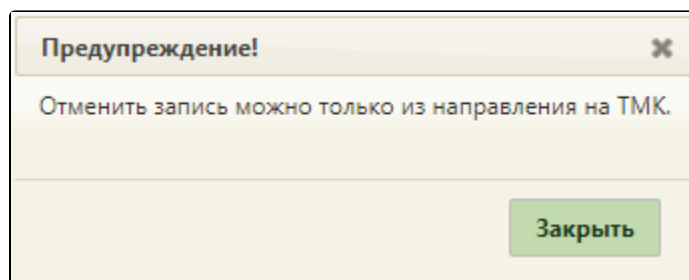 Предупреждение!
Отменить запись можно только из направления на ТМК.
Закрыть